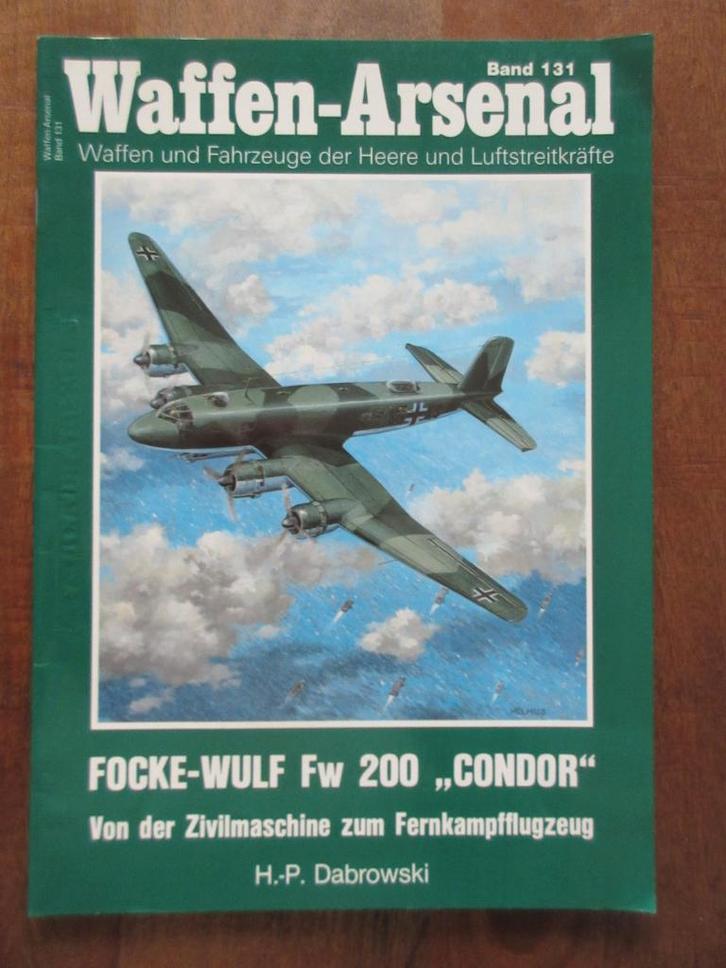 Band 131
Waffen-Arsenal
Waffen und Fahrzeuge der Heere und Luftstreitkräfte
Waffen Arsenal
Band 131
FOCKE-WULF Fw 200 „CONDOR“
Von der Zivilmaschine zum Fernkampfflugzeug
H.-P. Dabrowski